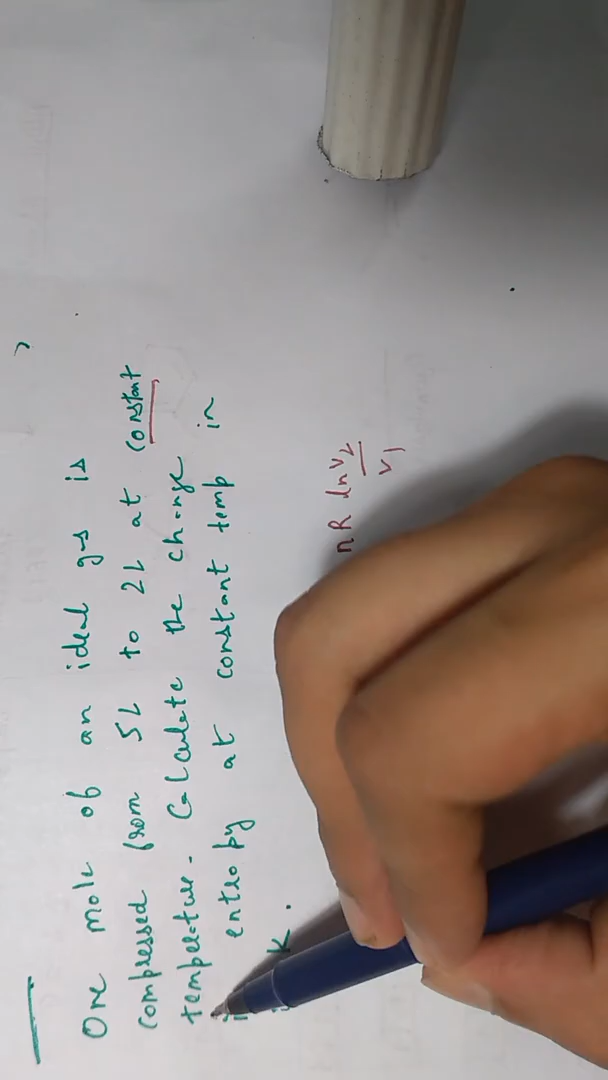 One mole of an ideal gas is
compressed from 5L to 2L at constant
temperature. Calculate the change
entropy at constant temp in
K.
nR ln V2
V1